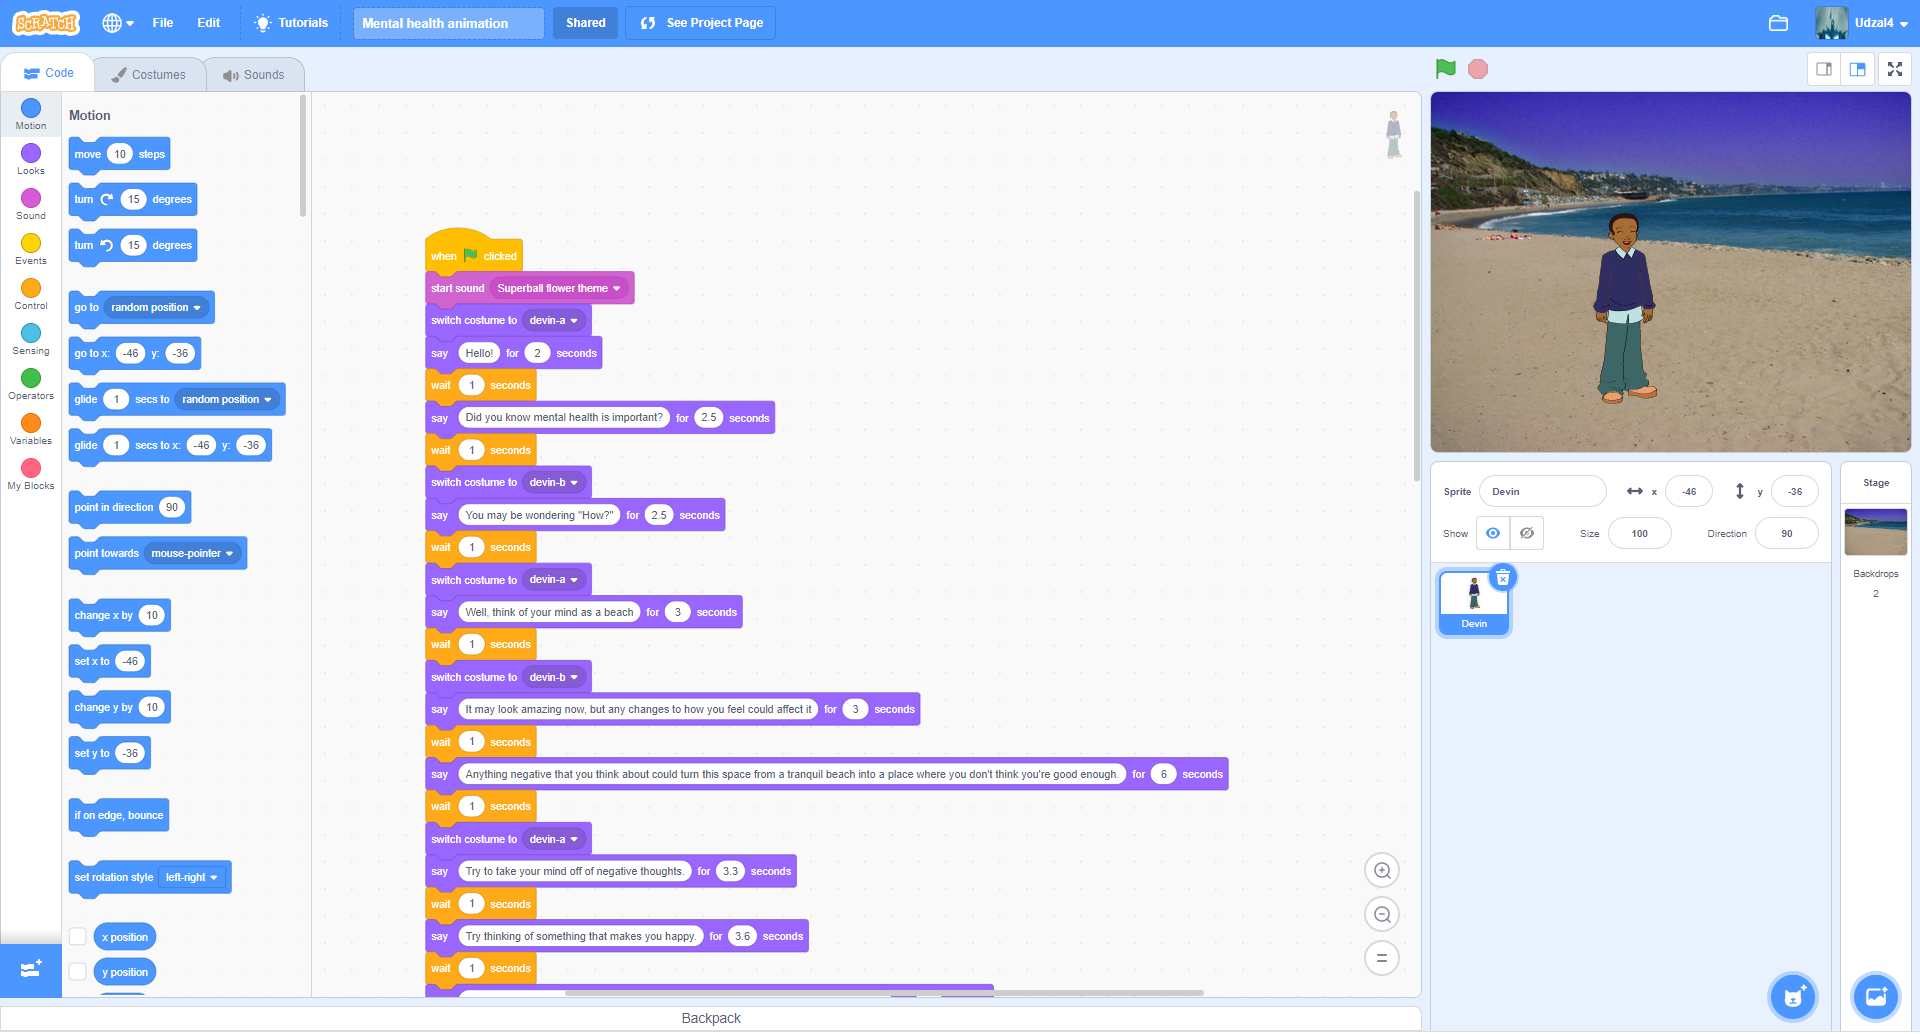 SCRATCH
File
Edit
Tutorials
Mental health animation
Shared
See Project Page
Udzal4
Code
Costumes
Sounds
Motion
Looks
Sound
Events
Control
Sensing
Operators
Variables
My Blocks
Motion
move 10 steps
turn 15 degrees
turn 15 degrees
go to random position
go to x: -46 y: -36
glide 1 secs to random position
glide 1 secs to x: -46 y: -36
point in direction 90
point towards mouse-pointer
change x by 10
set x to -46
change y by 10
set y to -36
if on edge, bounce
set rotation style left-right
x position
y position
when clicked
start sound Superball flower theme
switch costume to devin-a
say Hello! for 2 seconds
wait 1 seconds
say Did you know mental health is important? for 2.5 seconds
wait 1 seconds
switch costume to devin-b
say You may be wondering "How?" for 2.5 seconds
wait 1 seconds
switch costume to devin-a
say Well, think of your mind as a beach for 3 seconds
wait 1 seconds
switch costume to devin-b
say It may look amazing now, but any changes to how you feel could affect it for 3 seconds
wait 1 seconds
say Anything negative that you think about could turn this space from a tranquil beach into a place where you don't think you're good enough. for 6 seconds
wait 1 seconds
switch costume to devin-a
say Try to take your mind off of negative thoughts. for 3.3 seconds
wait 1 seconds
say Try thinking of something that makes you happy. for 3.6 seconds
wait 1 seconds
Backpack
Sprite Devin x -46 y -36
Show Size 100 Direction 90
Devin
Stage
Backdrops
2